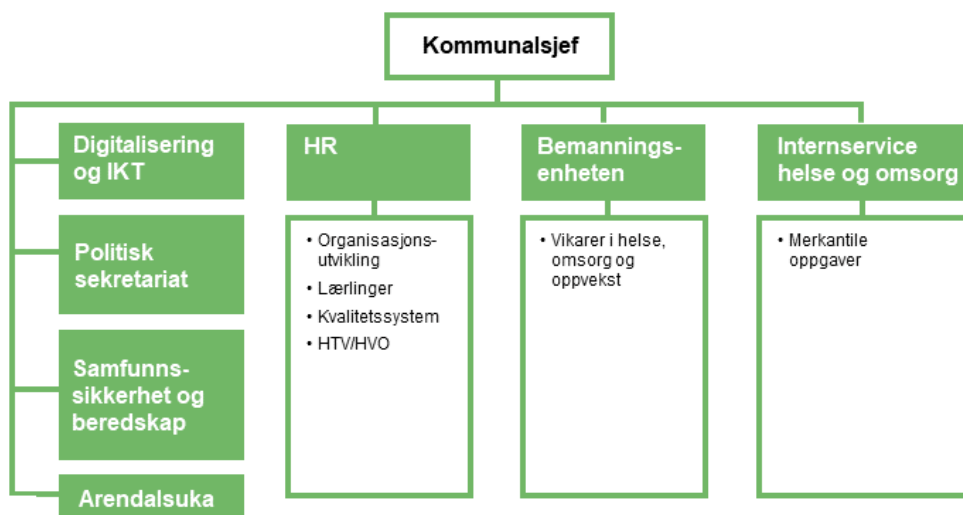 Kommunalsjef
Digitalisering
og IKT
Politisk
sekretariat
Samfunns-
sikkerhet og
beredskap
Arendalsuka
HR
• Organisasjons-
utvikling
• Lærlinger
• Kvalitetssystem
• HTV/HVO
Bemannings-
enheten
• Vikarer i helse,
omsorg og
oppvekst
Internservice
helse og omsorg
• Merkantile
oppgaver